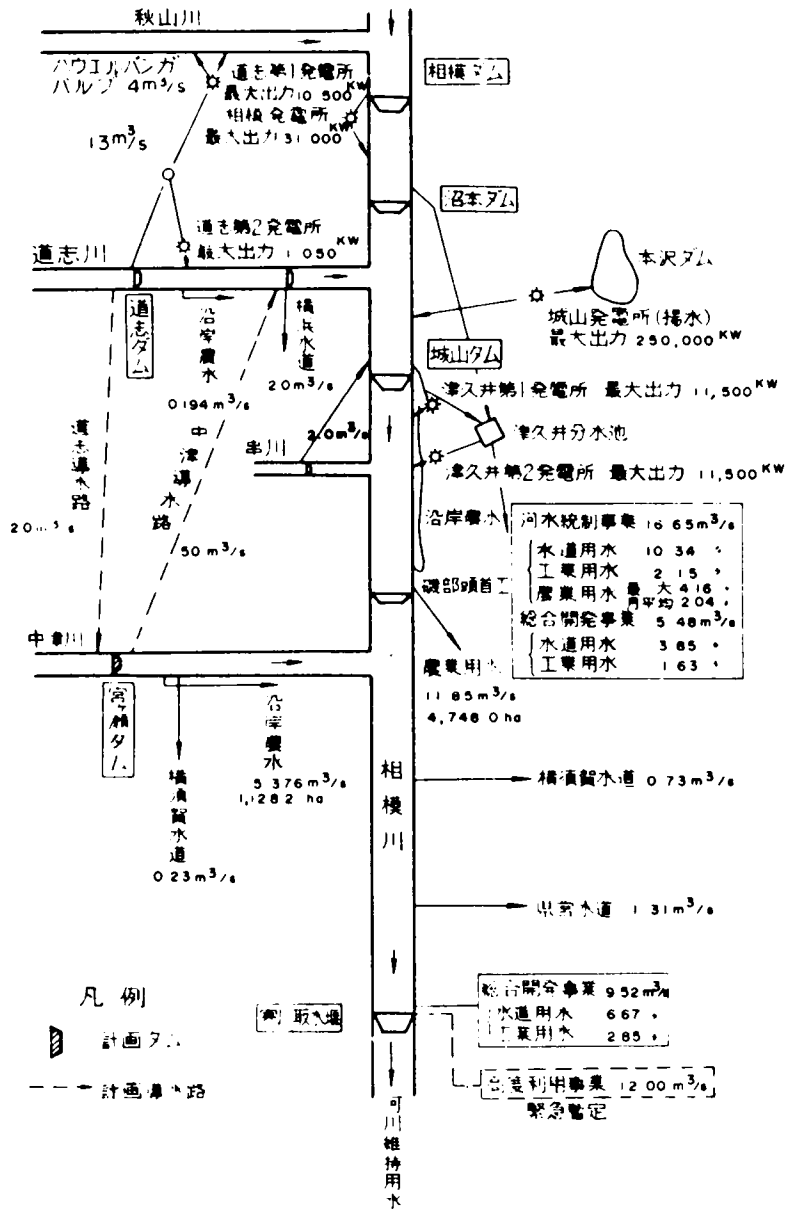 秋山川
ハウエルバンガ
バルブ 4m³/s
道志第1発電所
最大出力10 500KW
相模発電所
最大出力31 000KW
相模ダム
13m³/s
沼本ダム
道志第2発電所
最大出力 1 050KW
道志川
本沢ダム
城山発電所(揚水)
最大出力 250,000KW
道志ダム
沿岸農水
0.194m³/s
横浜水道
2.0m³/s
城山ダム
津久井第1発電所 最大出力 11,500KW
津久井分水池
津久井第2発電所 最大出力 11,500KW
串川
2.0m³/s
道志導水路
20m³/s
中津導水路
50m³/s
沿岸農水
河水統制事業 16 65m³/s
水道用水 10 34 〃
工業用水 2 15 〃
農業用水 最大 4.16 〃
月平均 2.04 〃
総合開発事業 5 48m³/s
水道用水 3 85 〃
工業用水 1 63 〃
磯部頭首工
農業用水
11 85m³/s
4,748 0 ha
中津川
宮ヶ瀬ダム
沿岸農水
5 376m³/s
1,128.2 ha
横須賀水道
0 23m³/s
相模川
横須賀水道 0 73m³/s
県営水道 1 31m³/s
凡例
計画ダム
計画導水路
取水堰
総合開発事業 9 52m³/s
水道用水 6 67 〃
工業用水 2 85 〃
高度利用事業 12 00m³/s
緊急暫定
可川維持用水